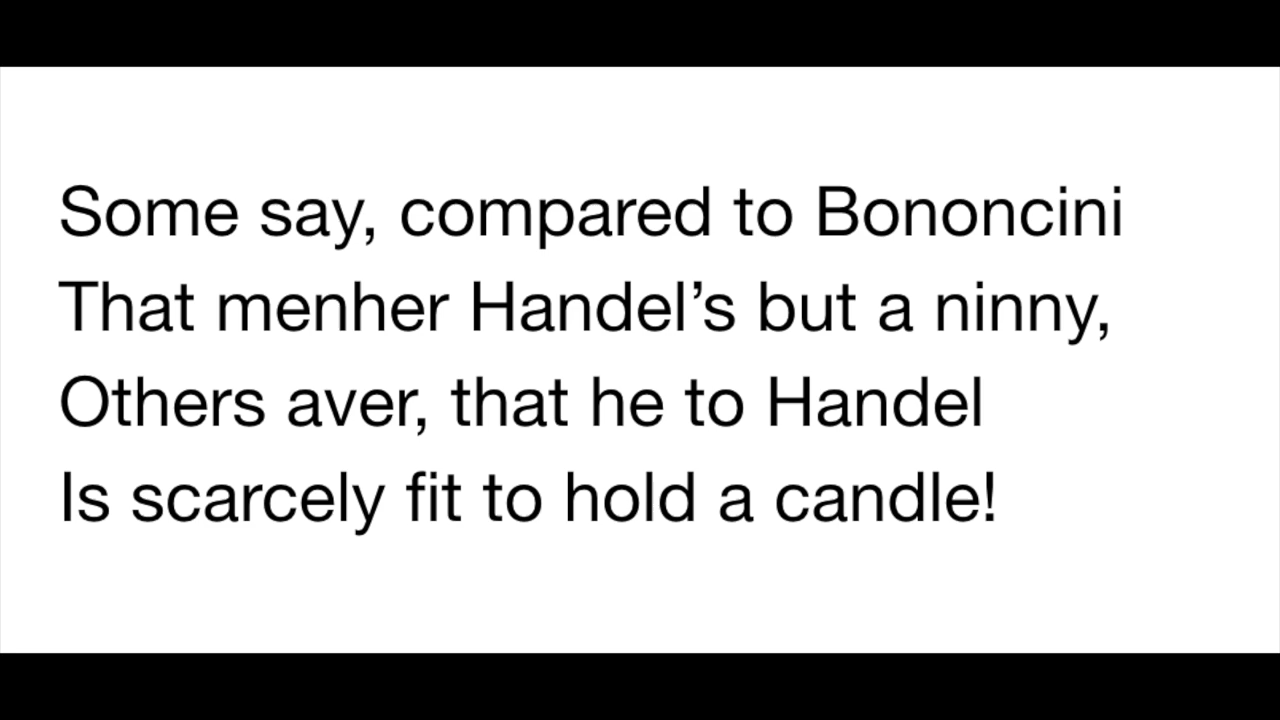 Some say, compared to Bononcini
That menher Handel’s but a ninny,
Others aver, that he to Handel
Is scarcely fit to hold a candle!